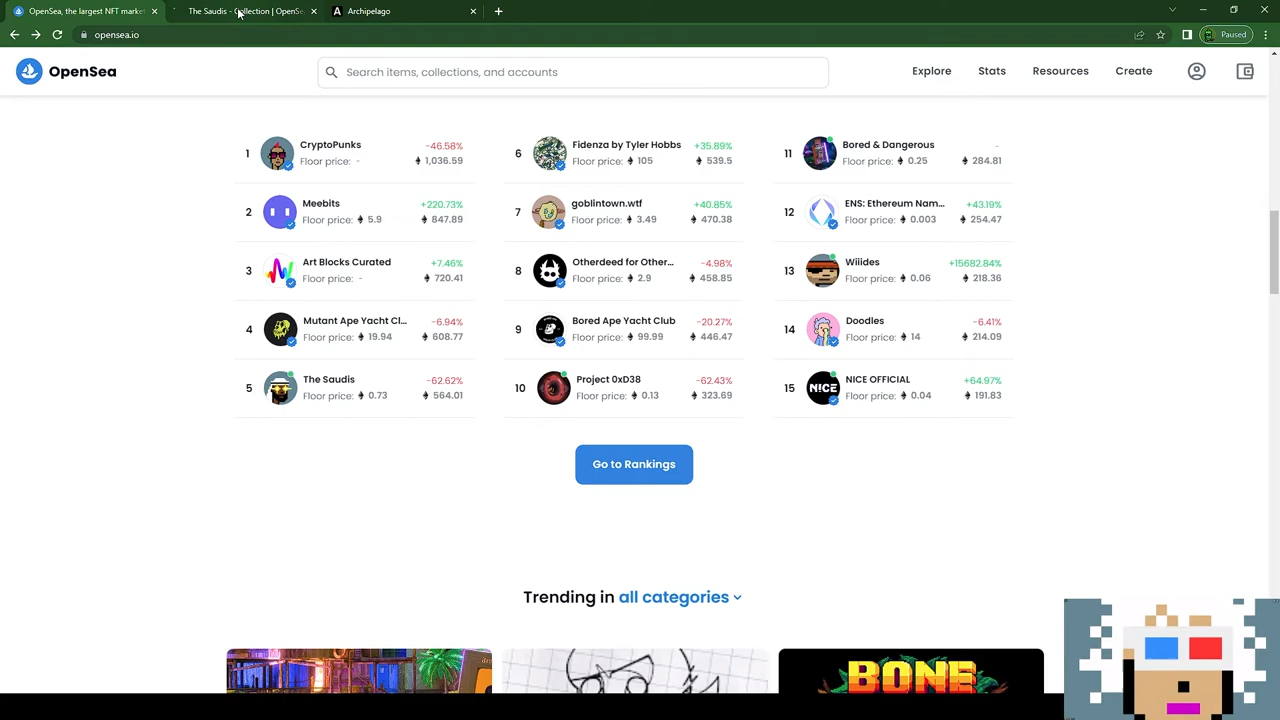 OpenSea, the largest NFT market
The Saudis - Collection | OpenSe
Archipelago
opensea.io
Paused
OpenSea
Search items, collections, and accounts
Explore
Stats
Resources
Create
1
CryptoPunks
-46.58%
Floor price: -
1,036.59
2
Meebits
+220.73%
Floor price: 5.9
847.89
3
Art Blocks Curated
+7.46%
Floor price: -
720.41
4
Mutant Ape Yacht Cl...
-6.94%
Floor price: 19.94
608.77
5
The Saudis
-62.62%
Floor price: 0.73
564.01
6
Fidenza by Tyler Hobbs
+35.89%
Floor price: 105
539.5
7
goblintown.wtf
+40.85%
Floor price: 3.49
470.38
8
Otherdeed for Other...
-4.98%
Floor price: 2.9
458.85
9
Bored Ape Yacht Club
-20.27%
Floor price: 99.99
446.47
10
Project 0xD38
-62.43%
Floor price: 0.13
323.69
11
Bored & Dangerous
-
Floor price: 0.25
284.81
12
ENS: Ethereum Nam...
+43.19%
Floor price: 0.003
254.47
13
Wiiides
+15682.84%
Floor price: 0.06
218.36
14
Doodles
-6.41%
Floor price: 14
214.09
15
NICE OFFICIAL
+64.97%
Floor price: 0.04
191.83
Go to Rankings
Trending in all categories
BONE